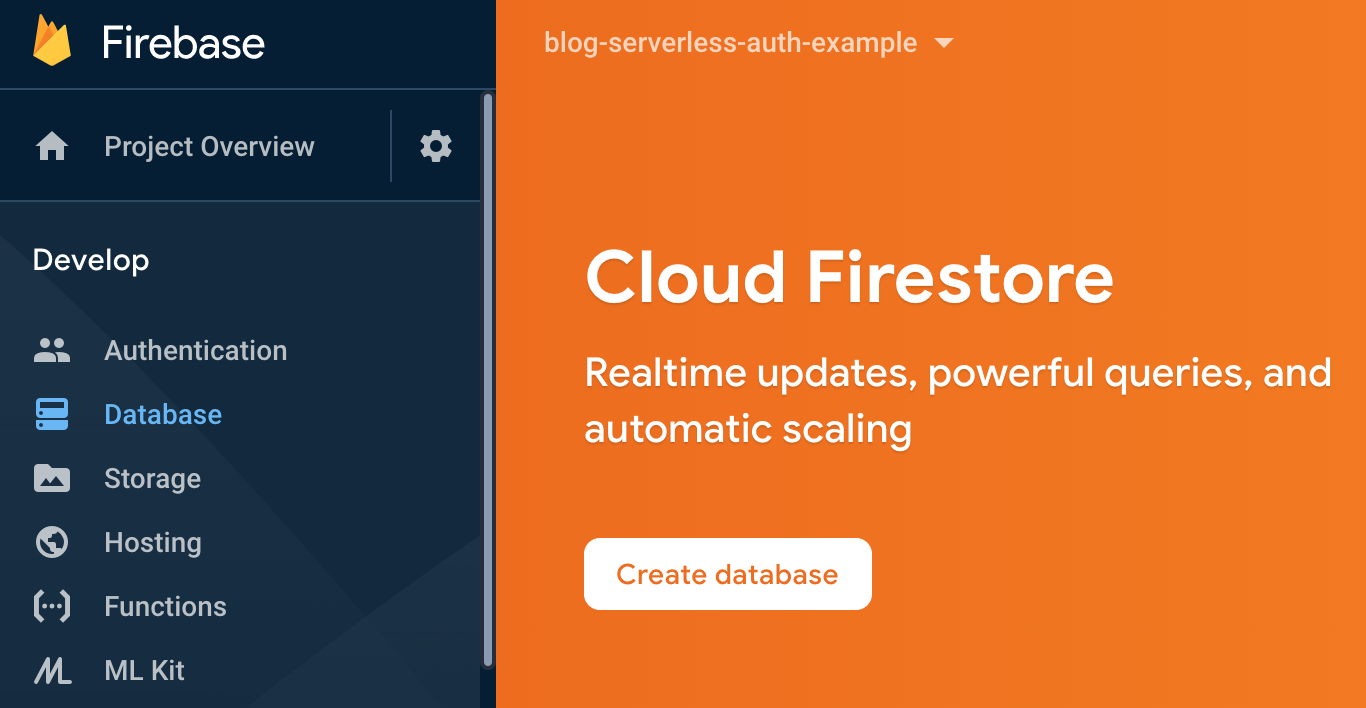 Firebase
Project Overview
Develop
Authentication
Database
Storage
Hosting
Functions
ML Kit
blog-serverless-auth-example
Cloud Firestore
Realtime updates, powerful queries, and
automatic scaling
Create database